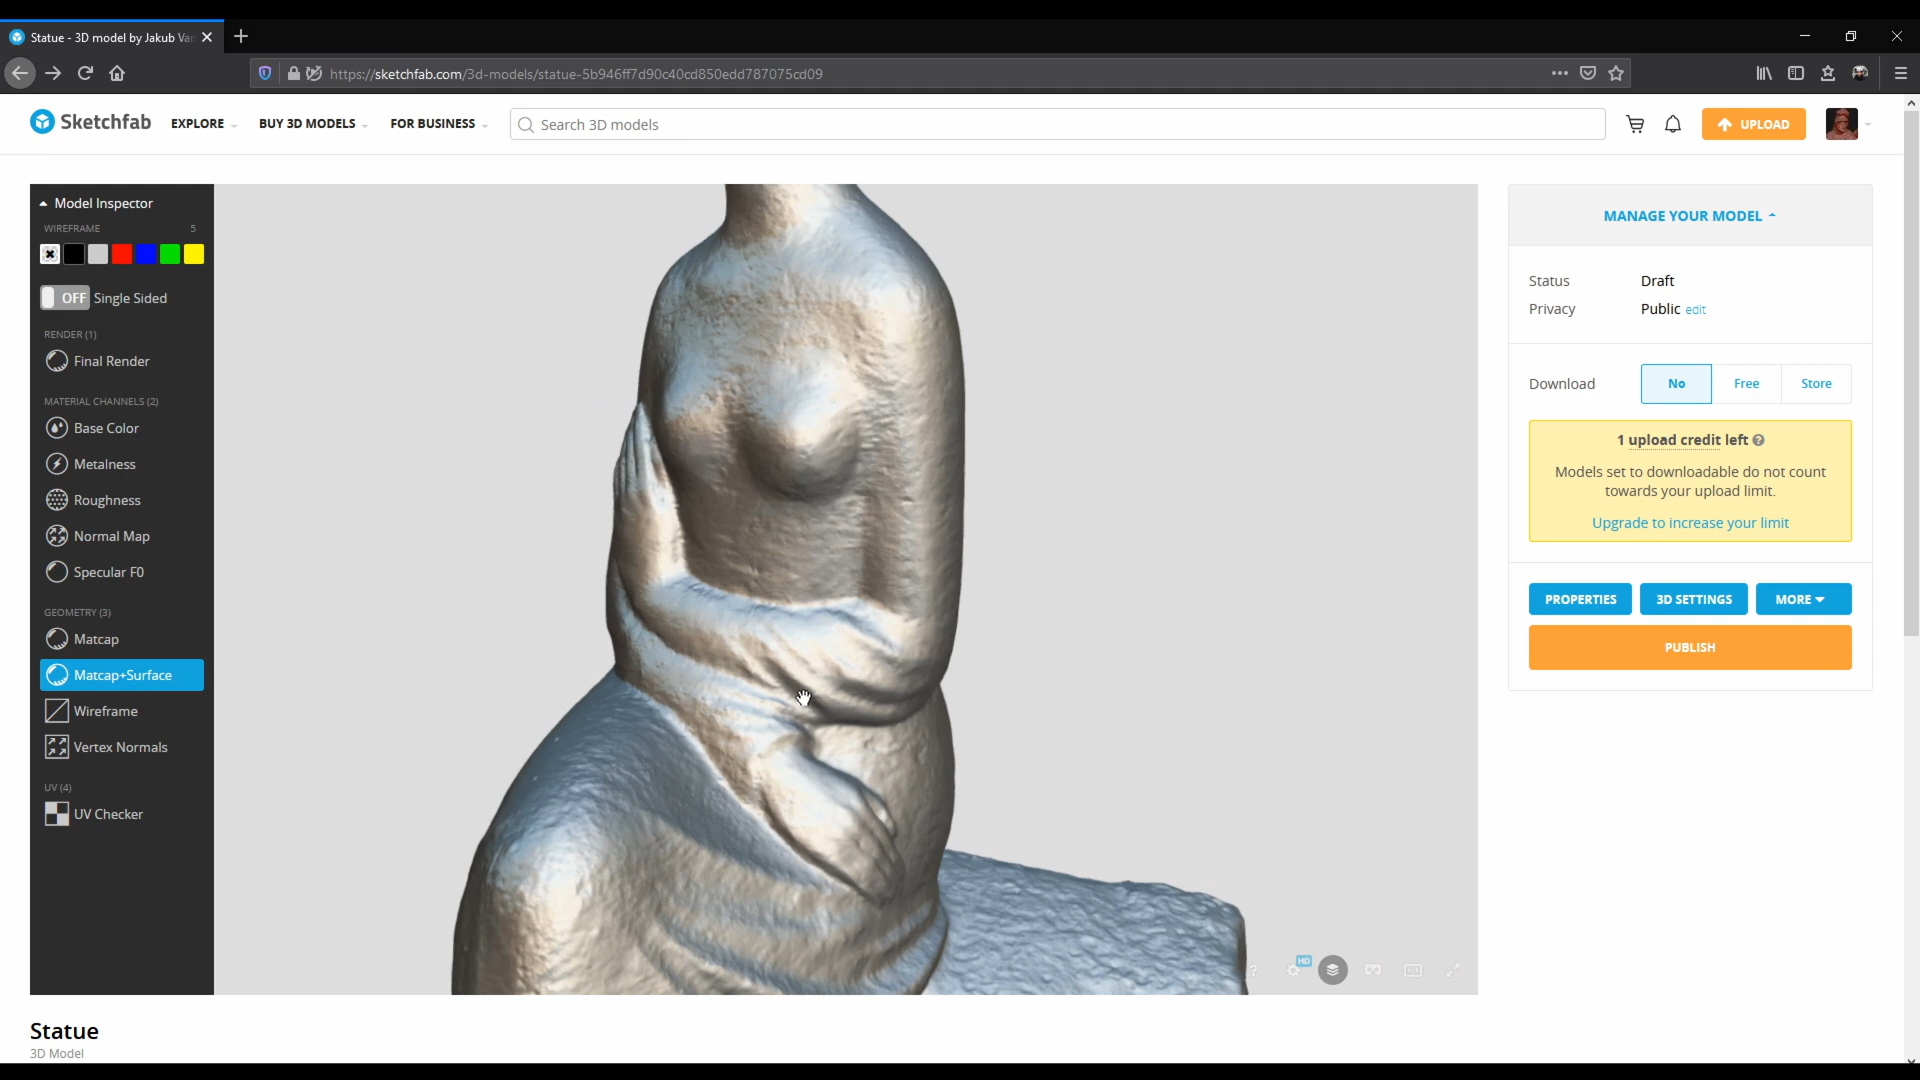 Statue - 3D model by Jakub Va
https://sketchfab.com/3d-models/statue-5b946ff7d90c40cd850edd787075cd09
Sketchfab EXPLORE BUY 3D MODELS FOR BUSINESS Search 3D models UPLOAD
Model Inspector
WIREFRAME 5
OFF Single Sided
RENDER (1)
Final Render
MATERIAL CHANNELS (2)
Base Color
Metalness
Roughness
Normal Map
Specular F0
GEOMETRY (3)
Matcap
Matcap+Surface
Wireframe
Vertex Normals
UV (4)
UV Checker
? HD
MANAGE YOUR MODEL
Status Draft
Privacy Public edit
Download No Free Store
1 upload credit left ?
Models set to downloadable do not count
towards your upload limit.
Upgrade to increase your limit
PROPERTIES 3D SETTINGS MORE
PUBLISH
Statue
3D Model